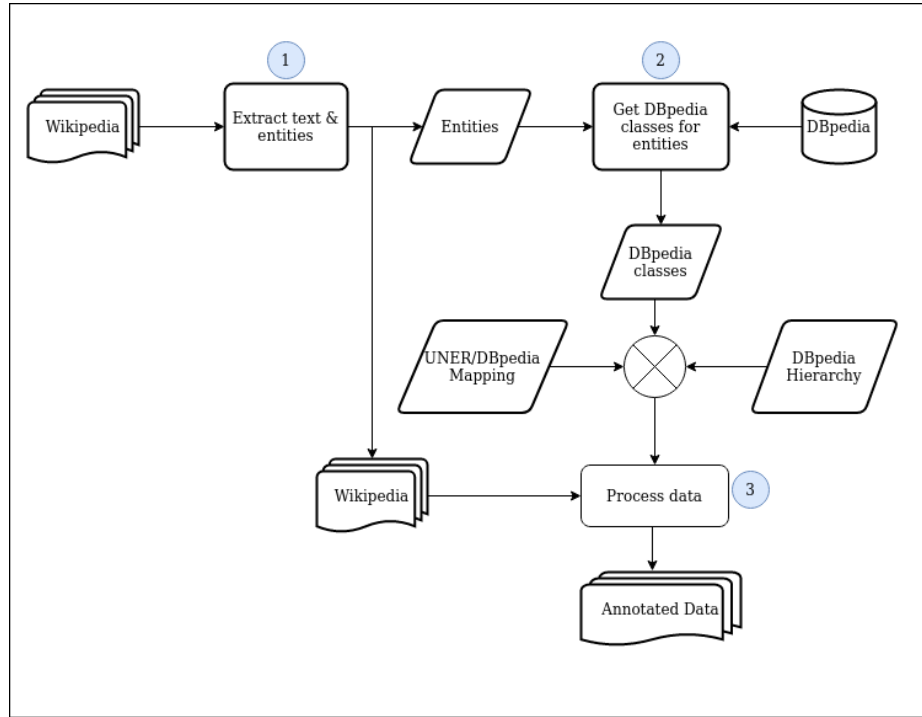 1
2
Wikipedia
Extract text &
entities
Entities
Get DBpedia
classes for
entities
DBpedia
DBpedia
classes
UNER/DBpedia
Mapping
DBpedia
Hierarchy
Wikipedia
Process data
3
Annotated Data